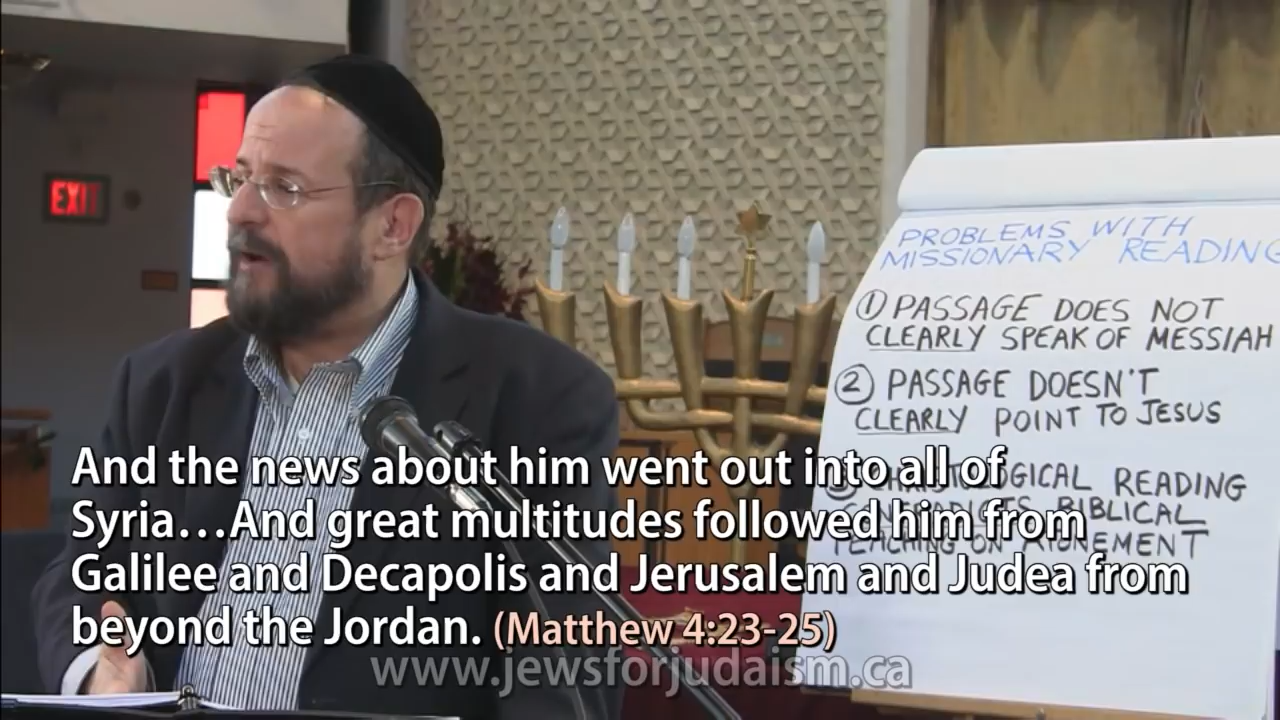 EXIT
PROBLEMS WITH
MISSIONARY READING
① PASSAGE DOES NOT
CLEARLY SPEAK OF MESSIAH
② PASSAGE DOESN'T
CLEARLY POINT TO JESUS
READING
BIBLICAL
TEACHING ON ATONEMENT
And the news about him went out into all of
Syria...And great multitudes followed him from
Galilee and Decapolis and Jerusalem and Judea from
beyond the Jordan. (Matthew 4:23-25)
www.jewsforjudaism.ca